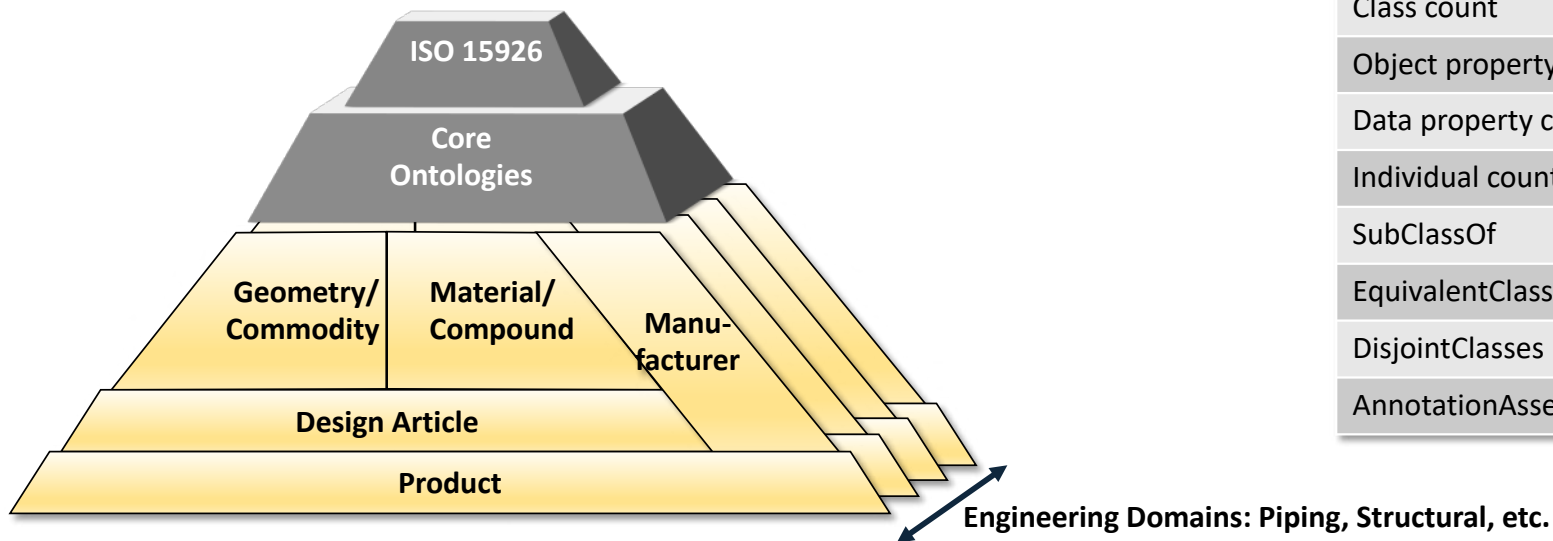 ISO 15926
Core
Ontologies
Geometry/
Commodity
Material/
Compound
Manu-
facturer
Design Article
Product
Engineering Domains: Piping, Structural, etc.
Class count
Object property
Data property c
Individual count
SubClassOf
EquivalentClass
DisjointClasses
AnnotationAsse